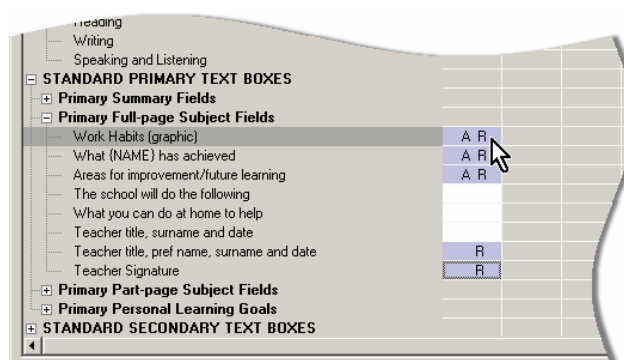 Reading
Writing
Speaking and Listening
STANDARD PRIMARY TEXT BOXES
Primary Summary Fields
Primary Full-page Subject Fields
Work Habits (graphic) A R
What {NAME} has achieved A R
Areas for improvement/future learning A R
The school will do the following
What you can do at home to help
Teacher title, surname and date
Teacher title, pref name, surname and date R
Teacher Signature R
Primary Part-page Subject Fields
Primary Personal Learning Goals
STANDARD SECONDARY TEXT BOXES